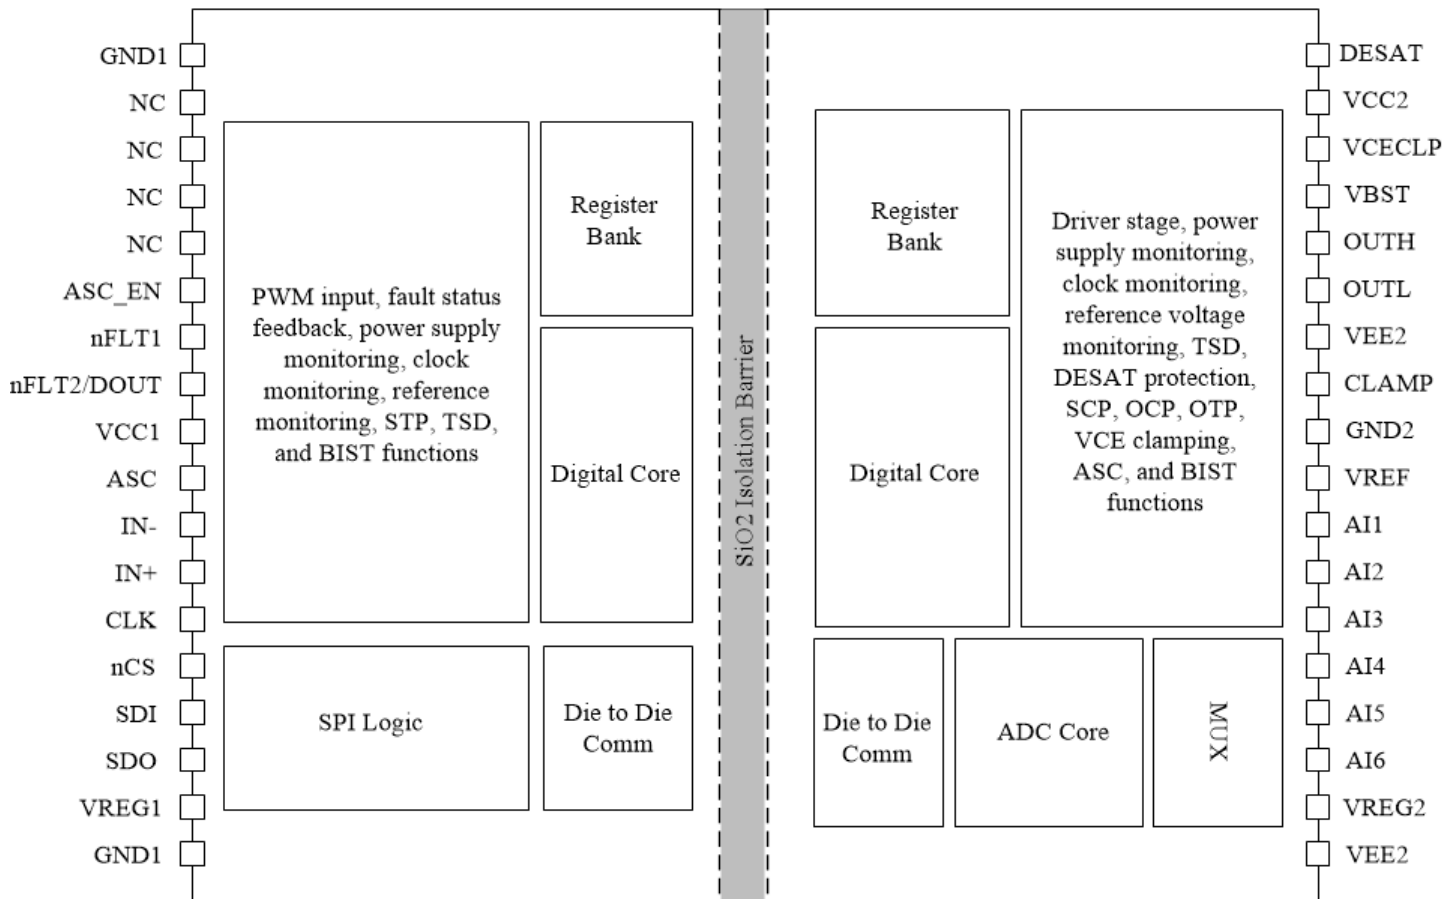 GND1
NC
NC
NC
NC
ASC_EN
nFLT1
nFLT2/DOUT
VCC1
ASC
IN-
IN+
CLK
nCS
SDI
SDO
VREG1
GND1
PWM input, fault status
feedback, power supply
monitoring, clock
monitoring, reference
monitoring, STP, TSD,
and BIST functions
Register
Bank
Digital Core
SPI Logic
Die to Die
Comm
SiO2 Isolation Barrier
Register
Bank
Digital Core
Driver stage, power
supply monitoring,
clock monitoring,
reference voltage
monitoring, TSD,
DESAT protection,
SCP, OCP, OTP,
VCE clamping,
ASC, and BIST
functions
Die to Die
Comm
ADC Core
MUX
DESAT
VCC2
VCECLP
VBST
OUTH
OUTL
VEE2
CLAMP
GND2
VREF
AI1
AI2
AI3
AI4
AI5
AI6
VREG2
VEE2